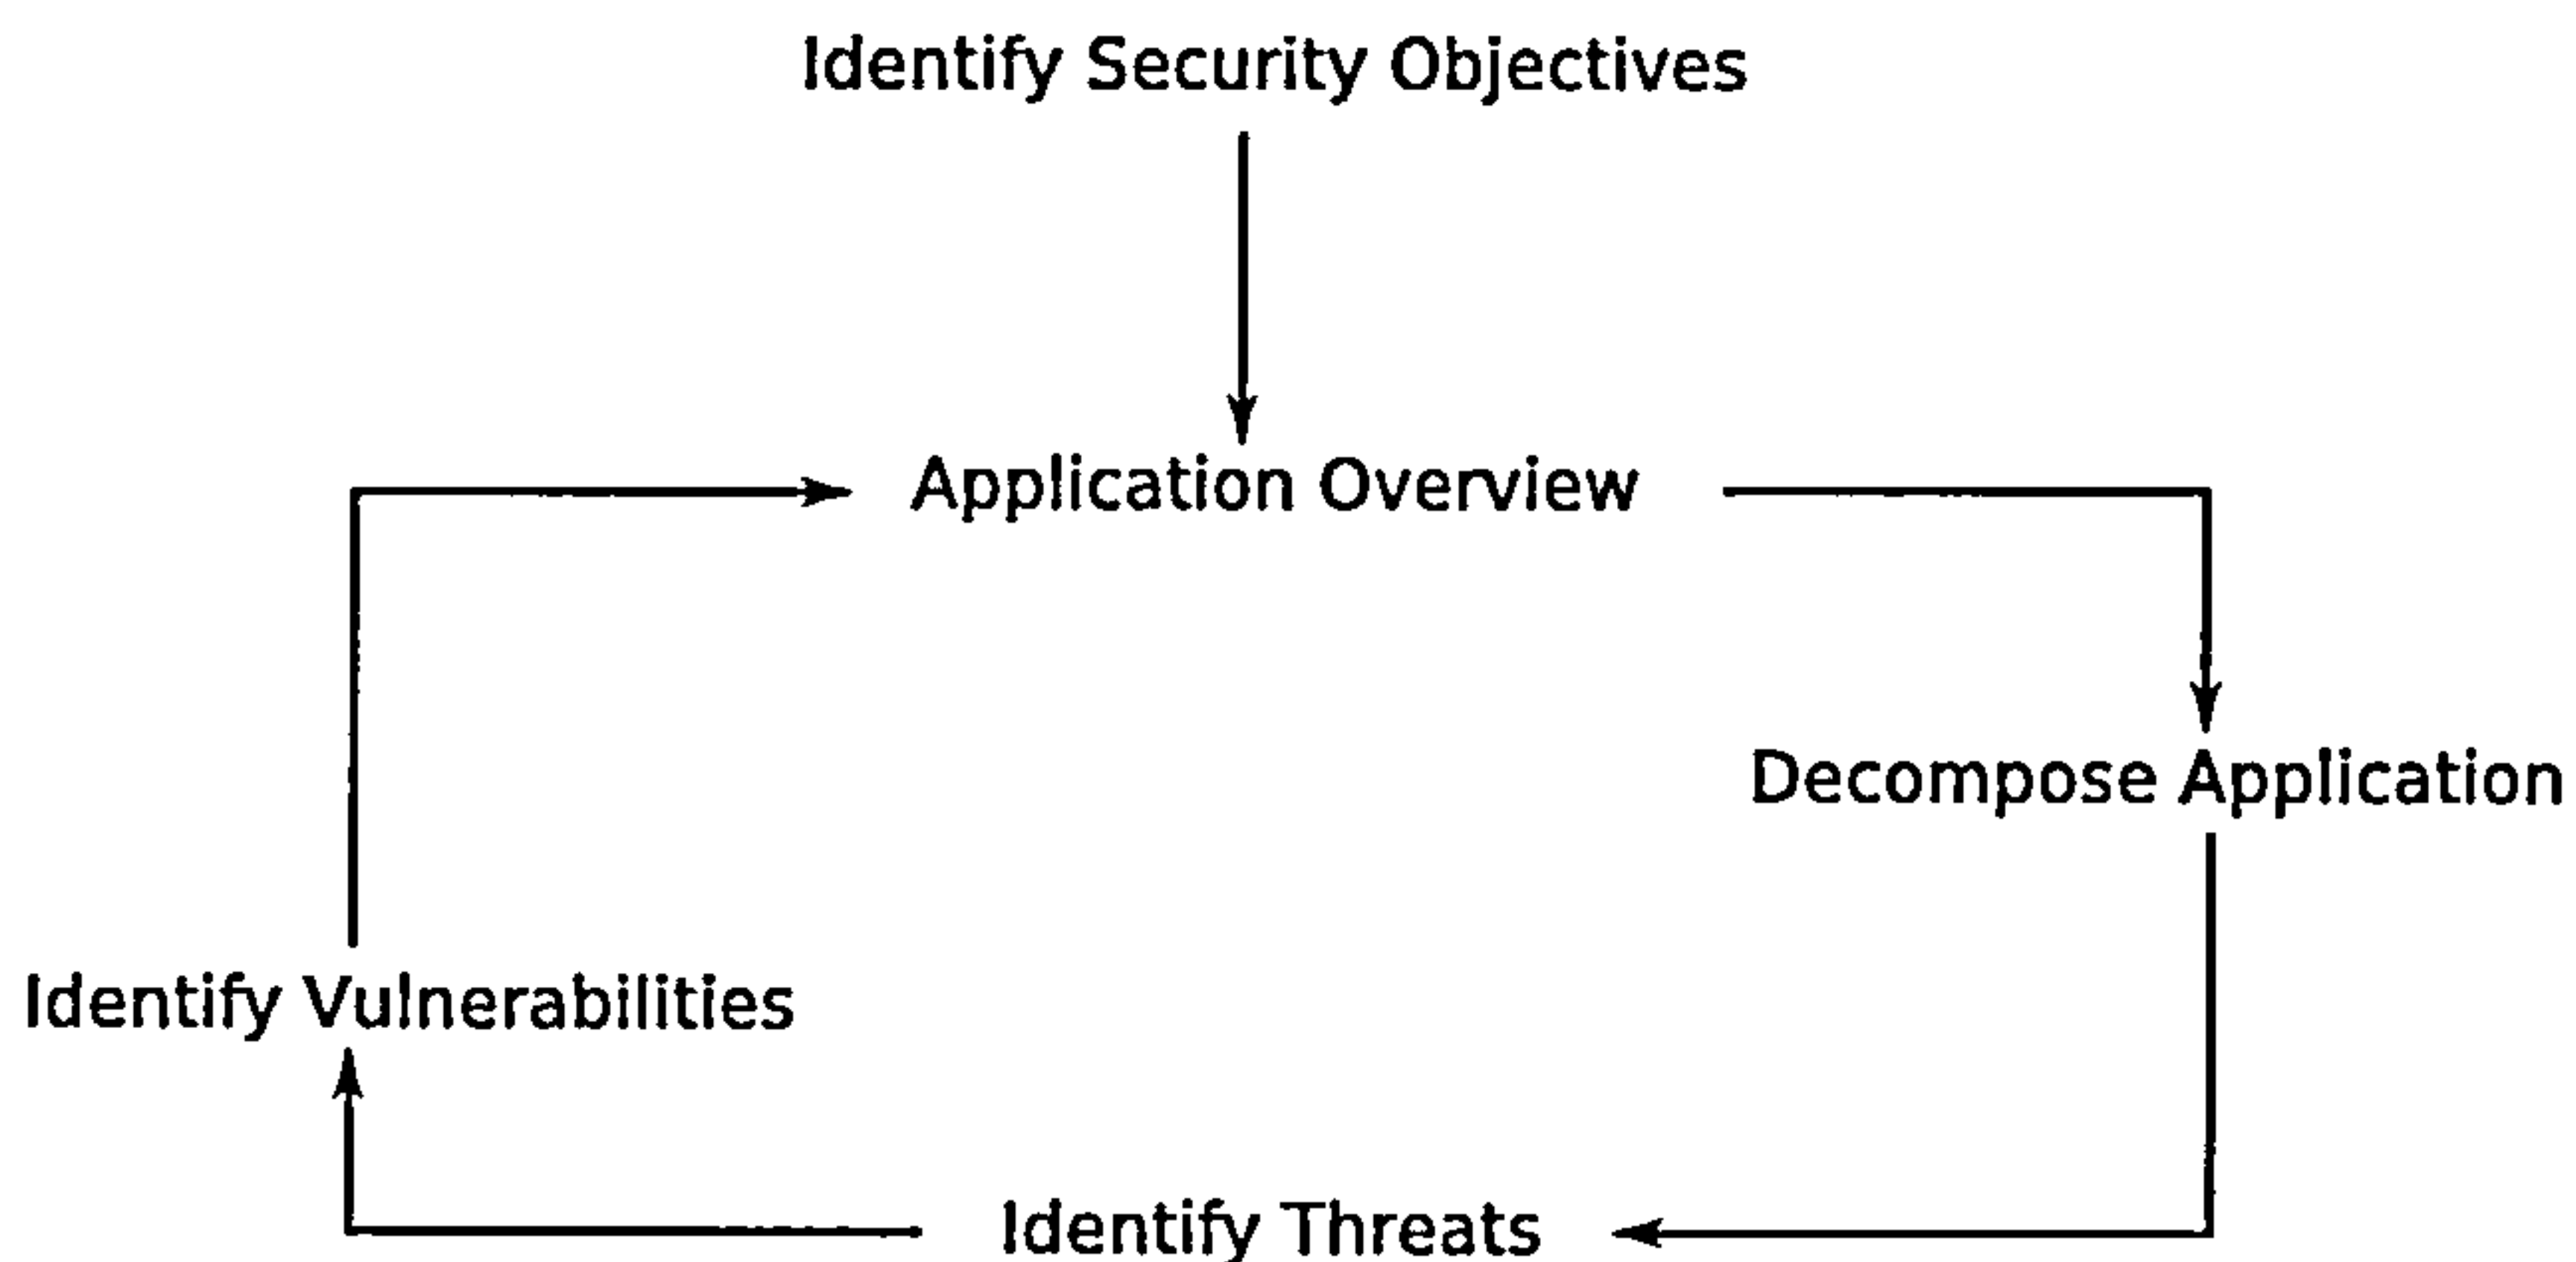 Identify Security Objectives
Application Overview
Decompose Application
Identify Vulnerabilities
Identify Threats